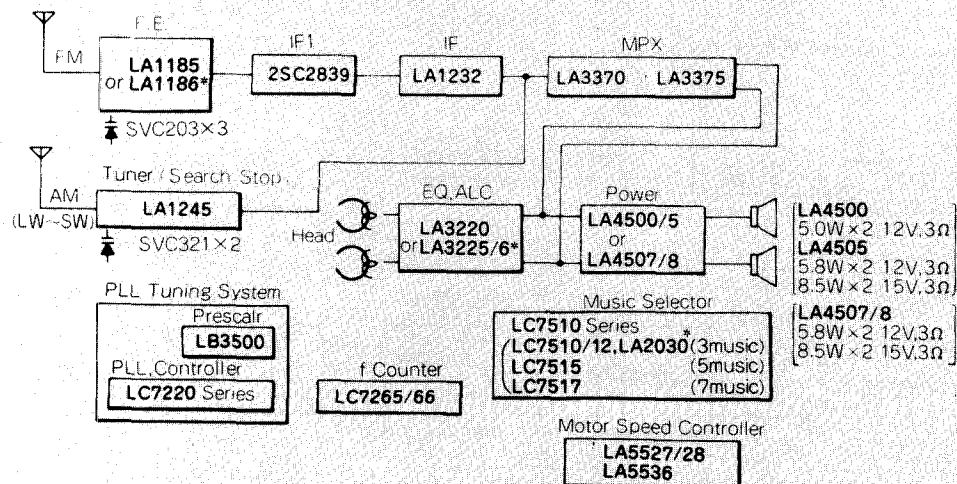 F.E.
FM
LA1185
or LA1186*
SVC203×3
IF1
2SC2839
IF
LA1232
MPX
LA3370 LA3375
Tuner (Search Stop)
AM
(LW~SW)
LA1245
SVC321×2
Head
EQ,ALC
LA3220
or LA3225/6*
Power
LA4500/5
or
LA4507/8
LA4500
5.0W×2 12V,3Ω
LA4505
5.8W×2 12V,3Ω
8.5W×2 15V,3Ω
LA4507/8
5.8W×2 12V,3Ω
8.5W×2 15V,3Ω
PLL Tuning System
Prescalr
LB3500
PLL,Controller
LC7220 Series
f Counter
LC7265/66
Music Selector
LC7510 Series
LC7510/12,LA2030* (3music)
LC7515 (5music)
LC7517 (7music)
Motor Speed Controller
LA5527/28
LA5536